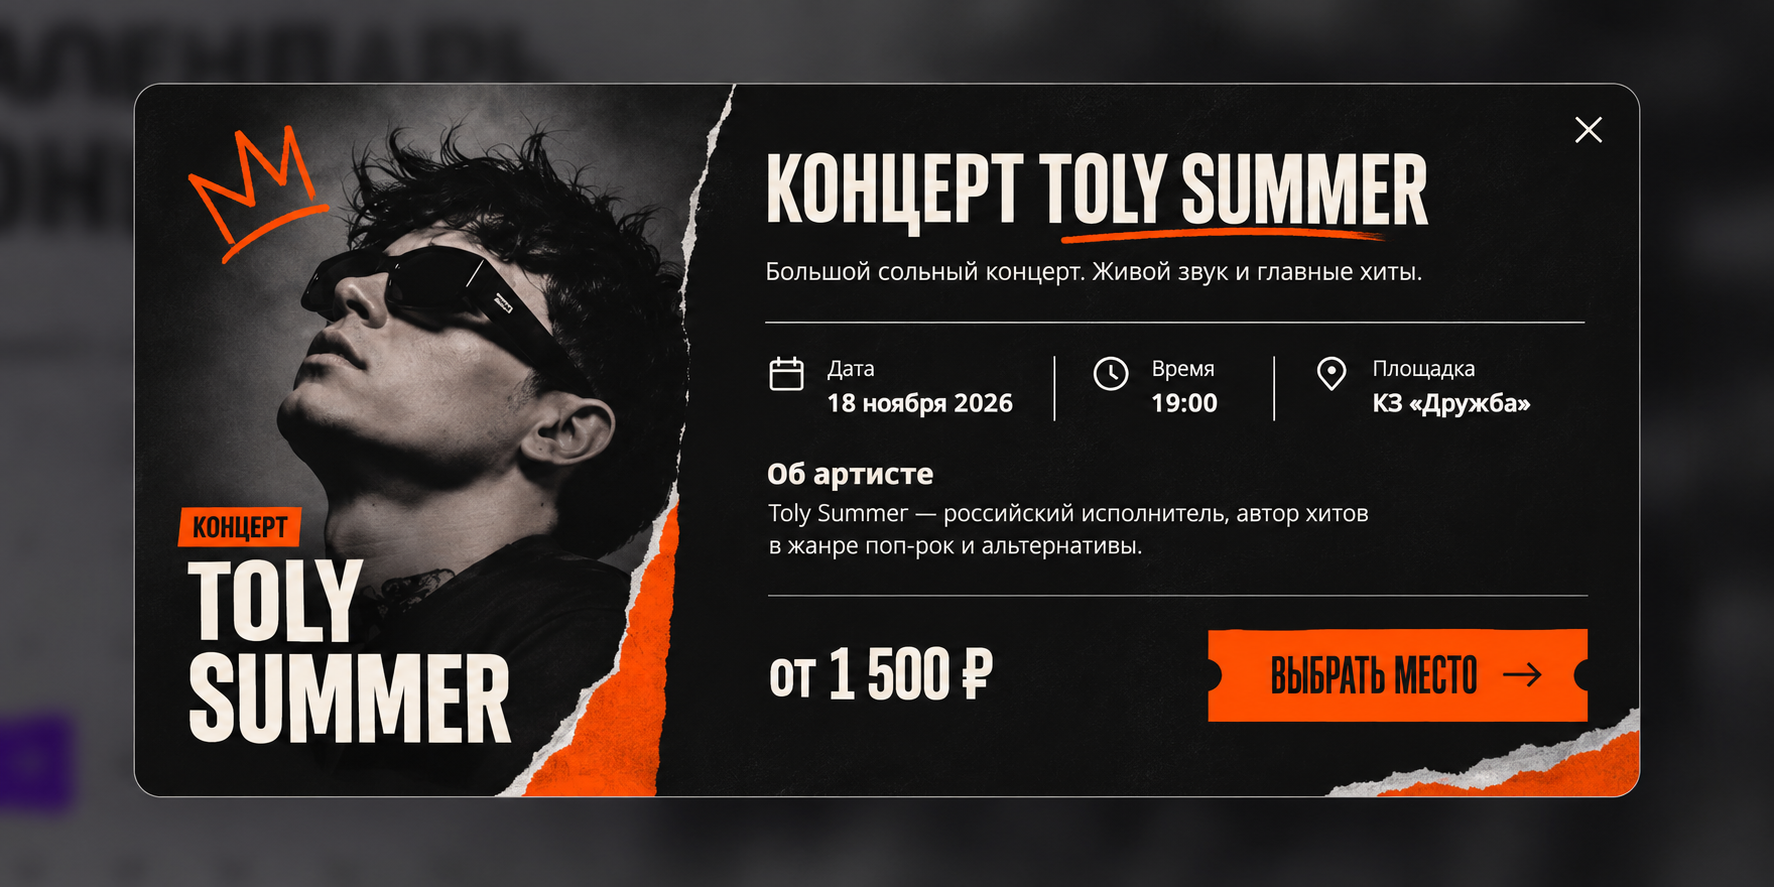 КОНЦЕРТ
TOLY
SUMMER
КОНЦЕРТ TOLY SUMMER
Большой сольный концерт. Живой звук и главные хиты.
Дата
18 ноября 2026
Время
19:00
Площадка
КЗ «Дружба»
Об артисте
Toly Summer — российский исполнитель, автор хитов
в жанре поп-рок и альтернативы.
от 1 500 ₽
ВЫБРАТЬ МЕСТО →